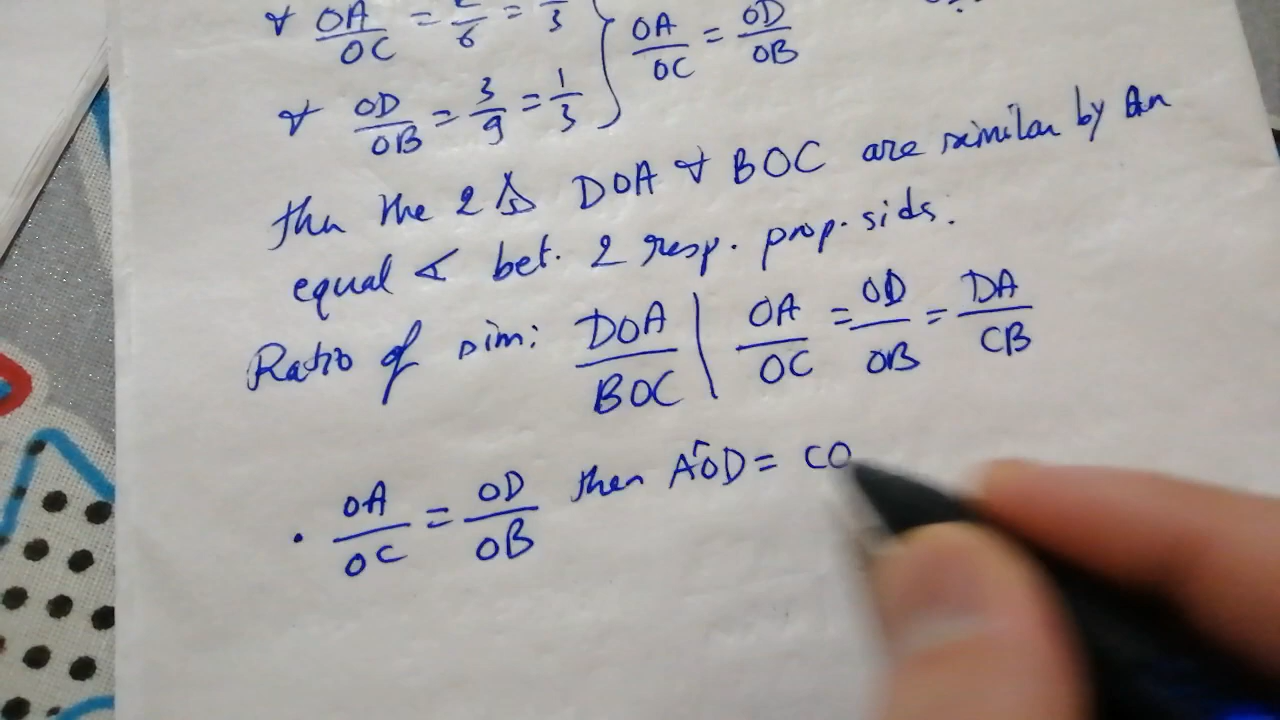 & OA/OC = 2/6 = 1/3 } OA/OC = OD/OB
& OD/OB = 3/9 = 1/3
then the 2 Δs DOA & BOC are similar by an
equal ∢ bet. 2 resp. prop. sids.
Ratio of sim: DOA/BOC | OA/OC = OD/OB = DA/CB
. OA/OC = OD/OB then AÔD = CO